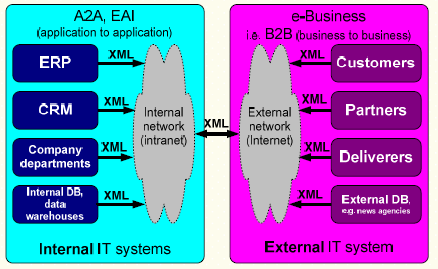 A2A, EAI
(application to application)
ERP
XML
CRM
XML
Company
departments
XML
Internal DB,
data
warehouses
XML
Internal
network
(intranet)
Internal IT systems
XML
e-Business
i.e. B2B (business to business)
External
network
(Internet)
XML
Customers
XML
Partners
XML
Deliverers
XML
External DB,
e.g. news agencies
External IT system